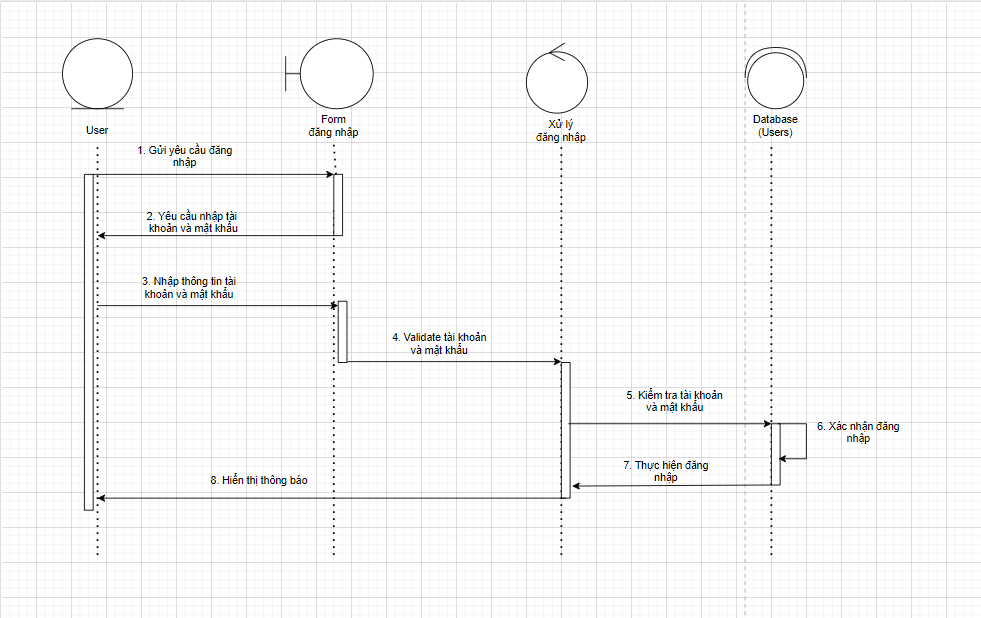 User
Form
đăng nhập
Xử lý
đăng nhập
Database
(Users)
1. Gửi yêu cầu đăng
nhập
2. Yêu cầu nhập tài
khoản và mật khẩu
3. Nhập thông tin tài
khoản và mật khẩu
4. Validate tài khoản
và mật khẩu
5. Kiểm tra tài khoản
và mật khẩu
6. Xác nhận đăng
nhập
7. Thực hiện đăng
nhập
8. Hiển thị thông báo